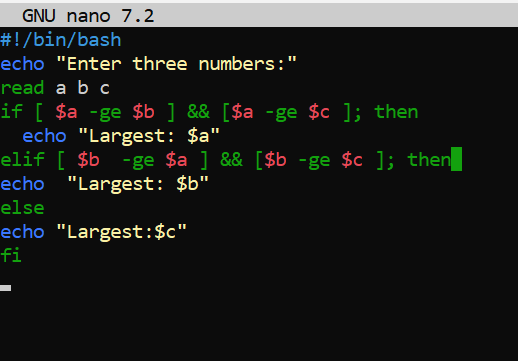 GNU nano 7.2
#!/bin/bash
echo "Enter three numbers:"
read a b c
if [ $a -ge $b ] && [$a -ge $c ]; then
  echo "Largest: $a"
elif [ $b  -ge $a ] && [$b -ge $c ]; then
echo  "Largest: $b"
else
echo "Largest:$c"
fi